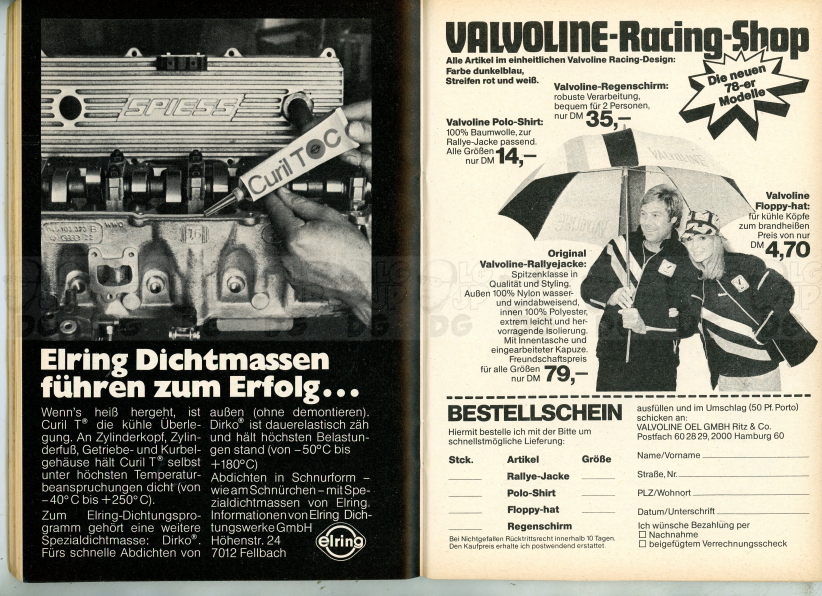 SPIESS
Curil T
Elring Dichtmassen
führen zum Erfolg...
Wenn's heiß hergeht, ist
Curil T® die kühle Überle-
gung. An Zylinderkopf, Zylin-
derfuß, Getriebe- und Kurbel-
gehäuse hält Curil T® selbst
unter höchsten Temperatur-
beanspruchungen dicht (von
–40°C bis +250°C).
Zum Elring-Dichtungspro-
gramm gehört eine weitere
Spezialdichtmasse: Dirko®.
Fürs schnelle Abdichten von
außen (ohne demontieren).
Dirko® ist dauerelastisch zäh
und hält höchsten Belastun-
gen stand (von –50°C bis
+180°C)
Abdichten in Schnurform –
wie am Schnürchen – mit Spe-
zialdichtmassen von Elring.
Informationen von Elring Dich-
tungswerke GmbH
Höhenstr. 24
7012 Fellbach
elring
VALVOLINE-Racing-Shop
Alle Artikel im einheitlichen Valvoline Racing-Design:
Farbe dunkelblau,
Streifen rot und weiß.
Die neuen
78-er
Modelle
Valvoline-Regenschirm:
robuste Verarbeitung,
bequem für 2 Personen,
nur DM 35,–
Valvoline Polo-Shirt:
100% Baumwolle, zur
Rallye-Jacke passend.
Alle Größen
nur DM 14,–
VALVOLINE
VALVOLINE
Valvoline
Floppy-hat:
für kühle Köpfe
zum brandheißen
Preis von nur
DM 4,70
Original
Valvoline-Rallyejacke:
Spitzenklasse in
Qualität und Styling.
Außen 100% Nylon wasser-
und windabweisend,
innen 100% Polyester,
extrem leicht und her-
vorragende Isolierung.
Mit Innentasche und
eingearbeiteter Kapuze.
Freundschaftspreis
für alle Größen
nur DM 79,–
BESTELLSCHEIN
Hiermit bestelle ich mit der Bitte um
schnellstmögliche Lieferung:
Stck. Artikel Größe
Rallye-Jacke
Polo-Shirt
Floppy-hat
Regenschirm
Bei Nichtgefallen Rücktrittsrecht innerhalb 10 Tagen.
Den Kaufpreis erhalte ich postwendend erstattet.
ausfüllen und im Umschlag (50 Pf. Porto)
schicken an:
VALVOLINE OEL GMBH Ritz & Co.
Postfach 60 28 29, 2000 Hamburg 60
Name/Vorname
Straße, Nr.
PLZ/Wohnort
Datum/Unterschrift
Ich wünsche Bezahlung per
☐ Nachnahme
☐ beigefügtem Verrechnungsscheck